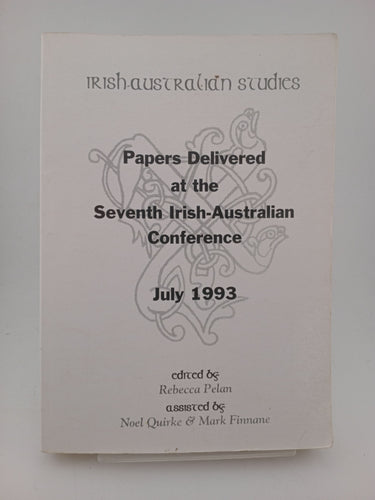 Irish-Australian Studies
Papers Delivered
at the
Seventh Irish-Australian
Conference
July 1993
edited by
Rebecca Pelan
assisted by
Noel Quirke & Mark Finnane